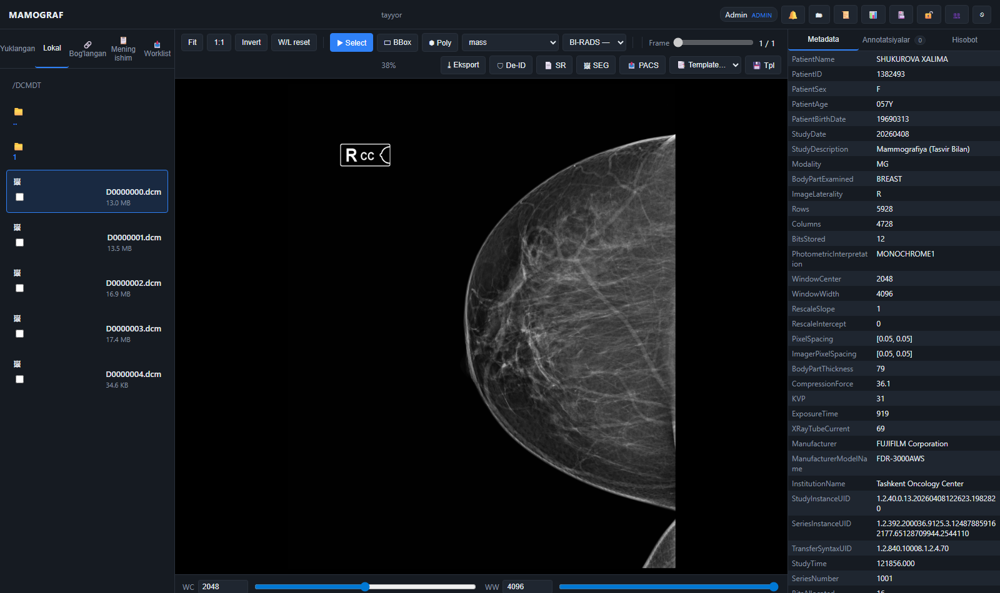 MAMOGRAF
tayyor
Admin ADMIN
Yuklangan
Lokal
Bog'langan
Mening ishim
Worklist
/DCMDT
..
1
D0000000.dcm
13.0 MB
D0000001.dcm
13.5 MB
D0000002.dcm
16.9 MB
D0000003.dcm
17.4 MB
D0000004.dcm
34.6 KB
Fit
1:1
Invert
W/L reset
Select
BBox
Poly
mass
BI-RADS —
Frame
1 / 1
38%
Eksport
De-ID
SR
SEG
PACS
Template...
Tpl
R CC
WC 2048
WW 4096
Metadata
Annotatsiyalar 0
Hisobot
PatientName SHUKUROVA XALIMA
PatientID 1382493
PatientSex F
PatientAge 057Y
PatientBirthDate 19690313
StudyDate 20260408
StudyDescription Mammografiya (Tasvir Bilan)
Modality MG
BodyPartExamined BREAST
ImageLaterality R
Rows 5928
Columns 4728
BitsStored 12
PhotometricInterpretation MONOCHROME1
WindowCenter 2048
WindowWidth 4096
RescaleSlope 1
RescaleIntercept 0
PixelSpacing [0.05, 0.05]
ImagerPixelSpacing [0.05, 0.05]
BodyPartThickness 79
CompressionForce 36.1
KVP 31
ExposureTime 919
XRayTubeCurrent 69
Manufacturer FUJIFILM Corporation
ManufacturerModelName FDR-3000AWS
InstitutionName Tashkent Oncology Center
StudyInstanceUID 1.2.40.0.13.20260408122623.1982820
SeriesInstanceUID 1.2.392.200036.9125.3.124878859162177.65128709944.2544110
TransferSyntaxUID 1.2.840.10008.1.2.4.70
StudyTime 121856.000
SeriesNumber 1001
BitsAllocated 16